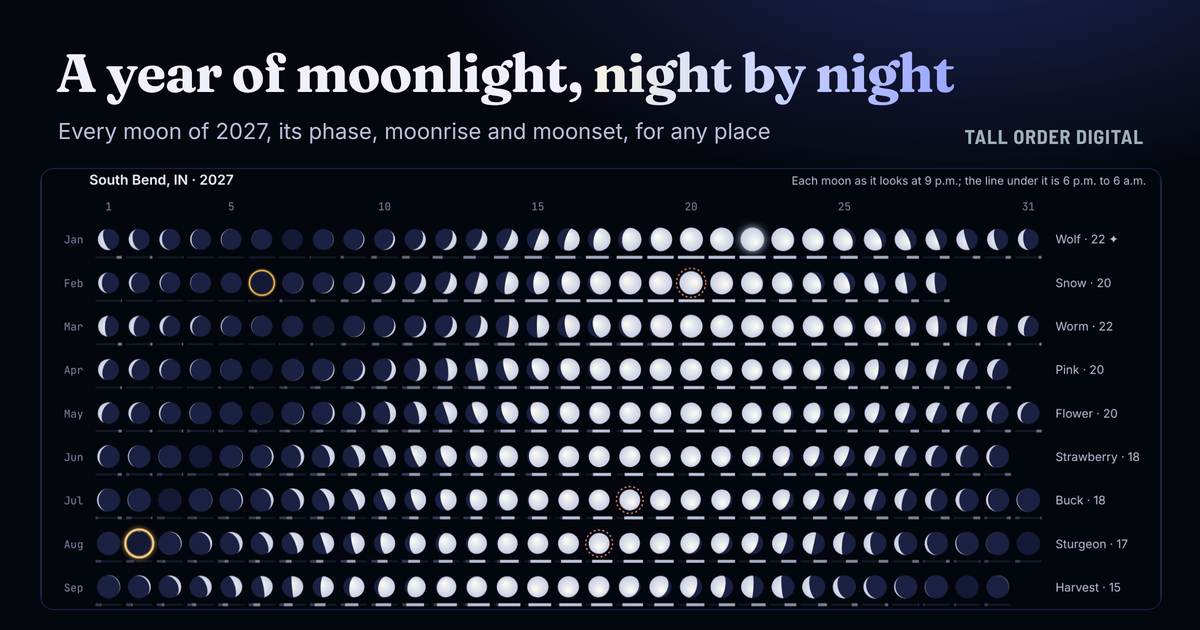 A year of moonlight, night by night
Every moon of 2027, its phase, moonrise and moonset, for any place
TALL ORDER DIGITAL
South Bend, IN · 2027
Each moon as it looks at 9 p.m.; the line under it is 6 p.m. to 6 a.m.
1 5 10 15 20 25 31
Jan Wolf · 22 ✦
Feb Snow · 20
Mar Worm · 22
Apr Pink · 20
May Flower · 20
Jun Strawberry · 18
Jul Buck · 18
Aug Sturgeon · 17
Sep Harvest · 15